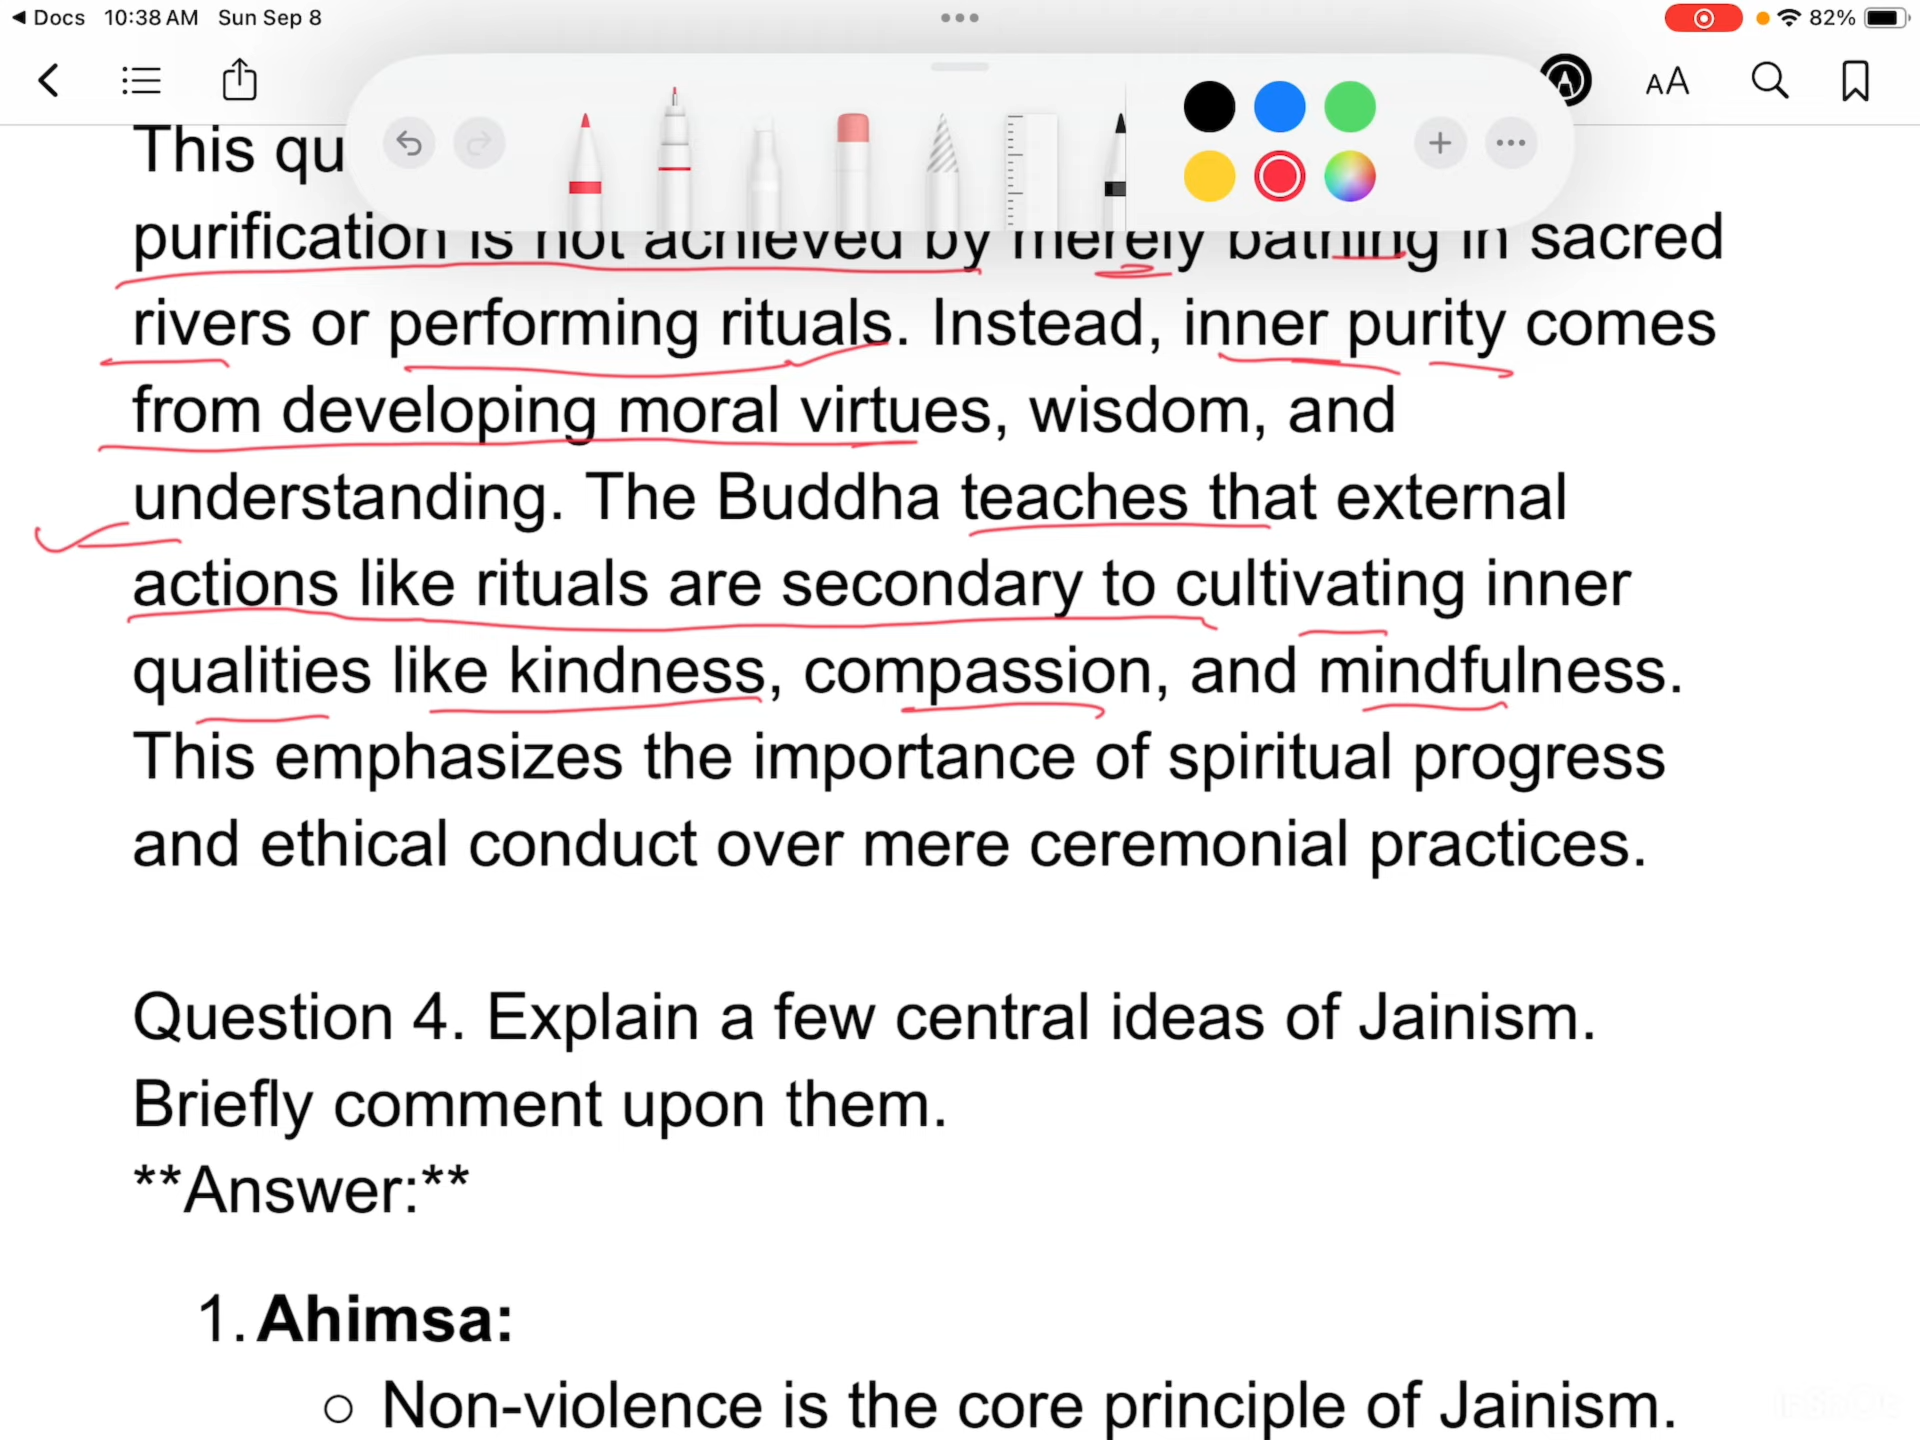 Docs 10:38 AM Sun Sep 8 82%
AA
This qu
purification is not achieved by merely bathing in sacred
rivers or performing rituals. Instead, inner purity comes
from developing moral virtues, wisdom, and
understanding. The Buddha teaches that external
actions like rituals are secondary to cultivating inner
qualities like kindness, compassion, and mindfulness.
This emphasizes the importance of spiritual progress
and ethical conduct over mere ceremonial practices.
Question 4. Explain a few central ideas of Jainism.
Briefly comment upon them.
**Answer:**
1. Ahimsa:
○ Non-violence is the core principle of Jainism.